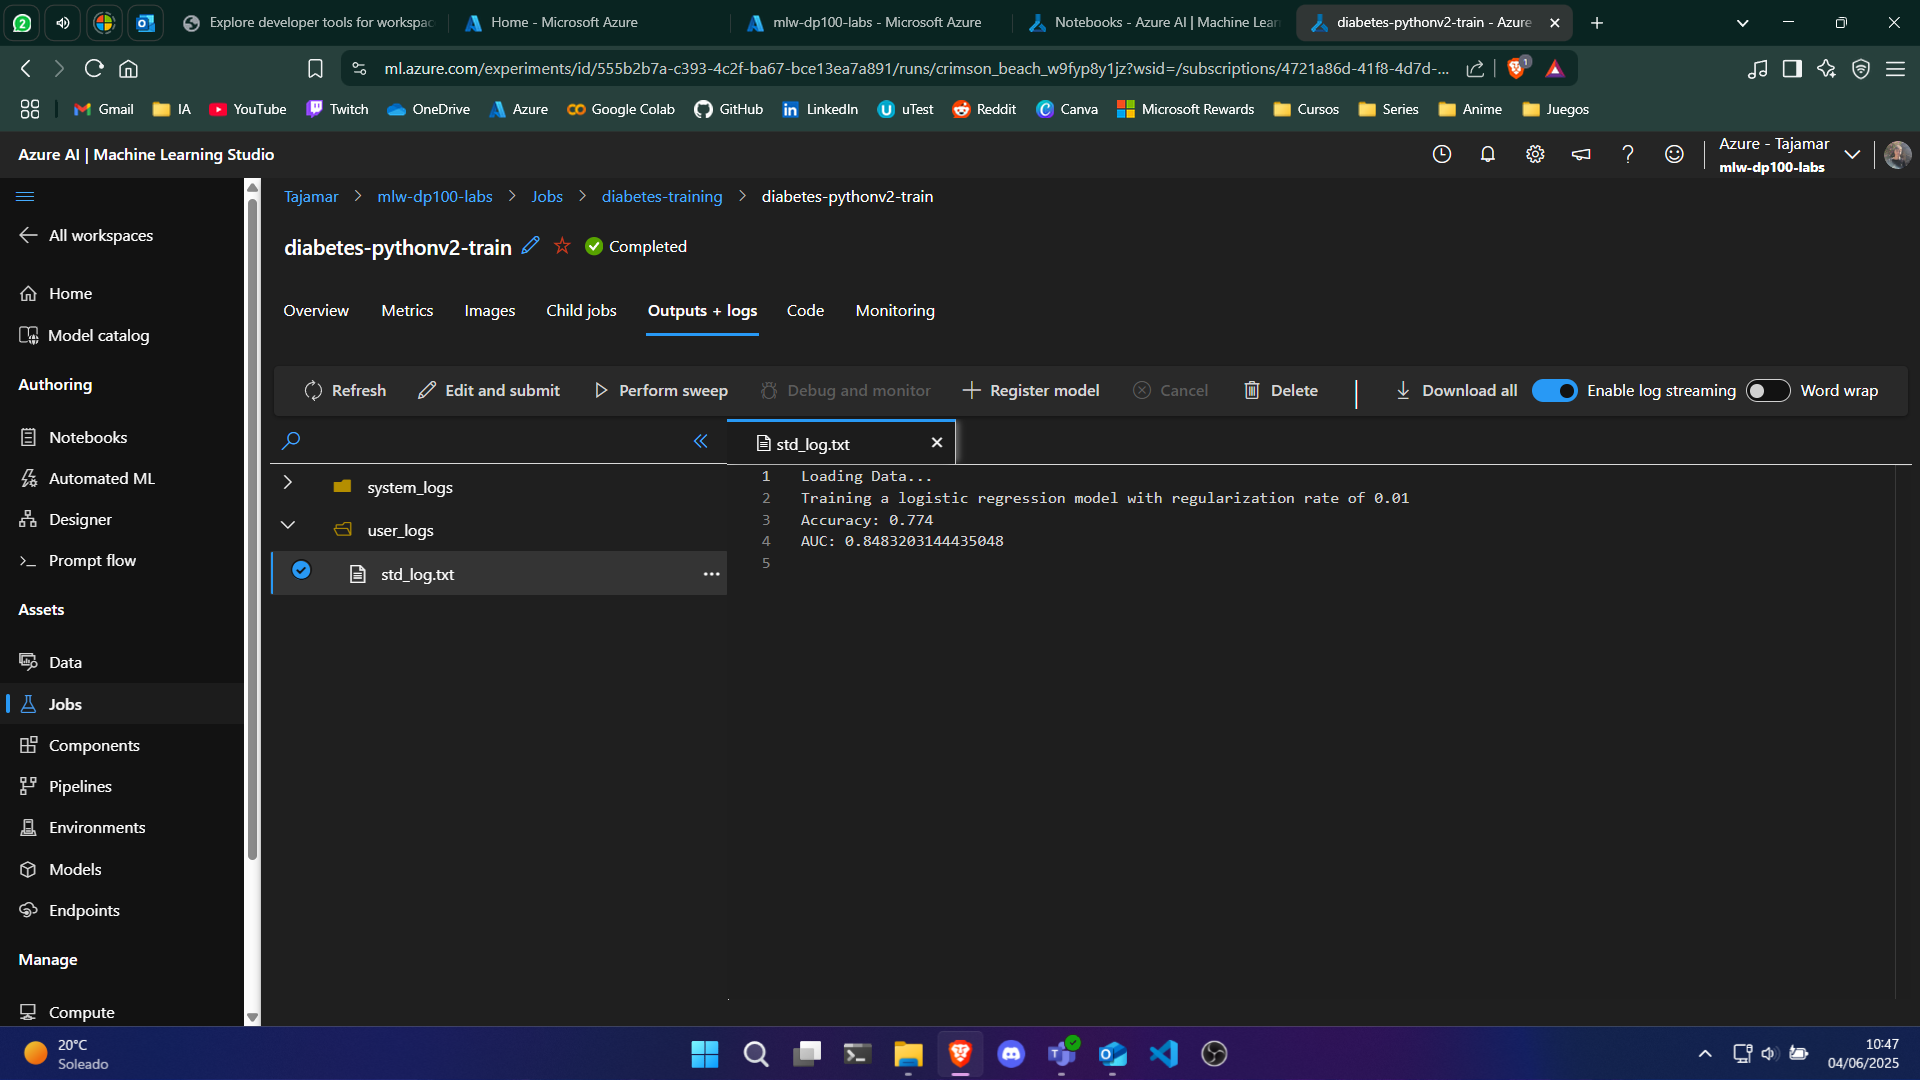 2
Explore developer tools for workspac
Home - Microsoft Azure
mlw-dp100-labs - Microsoft Azure
Notebooks - Azure AI | Machine Lear
diabetes-pythonv2-train - Azure
ml.azure.com/experiments/id/555b2b7a-c393-4c2f-ba67-bce13ea7a891/runs/crimson_beach_w9fyp8y1jz?wsid=/subscriptions/4721a86d-41f8-4d7d-...
1
Gmail
IA
YouTube
Twitch
OneDrive
Azure
Google Colab
GitHub
LinkedIn
uTest
Reddit
Canva
Microsoft Rewards
Cursos
Series
Anime
Juegos
Azure AI | Machine Learning Studio
Azure - Tajamar
mlw-dp100-labs
All workspaces
Home
Model catalog
Authoring
Notebooks
Automated ML
Designer
Prompt flow
Assets
Data
Jobs
Components
Pipelines
Environments
Models
Endpoints
Manage
Compute
Tajamar > mlw-dp100-labs > Jobs > diabetes-training > diabetes-pythonv2-train
diabetes-pythonv2-train
Completed
Overview
Metrics
Images
Child jobs
Outputs + logs
Code
Monitoring
Refresh
Edit and submit
Perform sweep
Debug and monitor
Register model
Cancel
Delete
Download all
Enable log streaming
Word wrap
system_logs
user_logs
std_log.txt
std_log.txt
1 Loading Data...
2 Training a logistic regression model with regularization rate of 0.01
3 Accuracy: 0.774
4 AUC: 0.8483203144435048
5
20°C
Soleado
10:47
04/06/2025